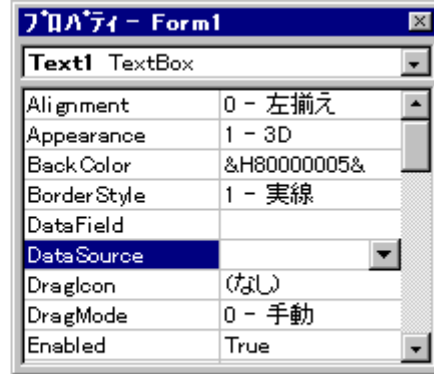 プロパティ - Form1
Text1 TextBox
Alignment 0 - 左揃え
Appearance 1 - 3D
BackColor &H80000005&
BorderStyle 1 - 実線
DataField
DataSource
DragIcon (なし)
DragMode 0 - 手動
Enabled True